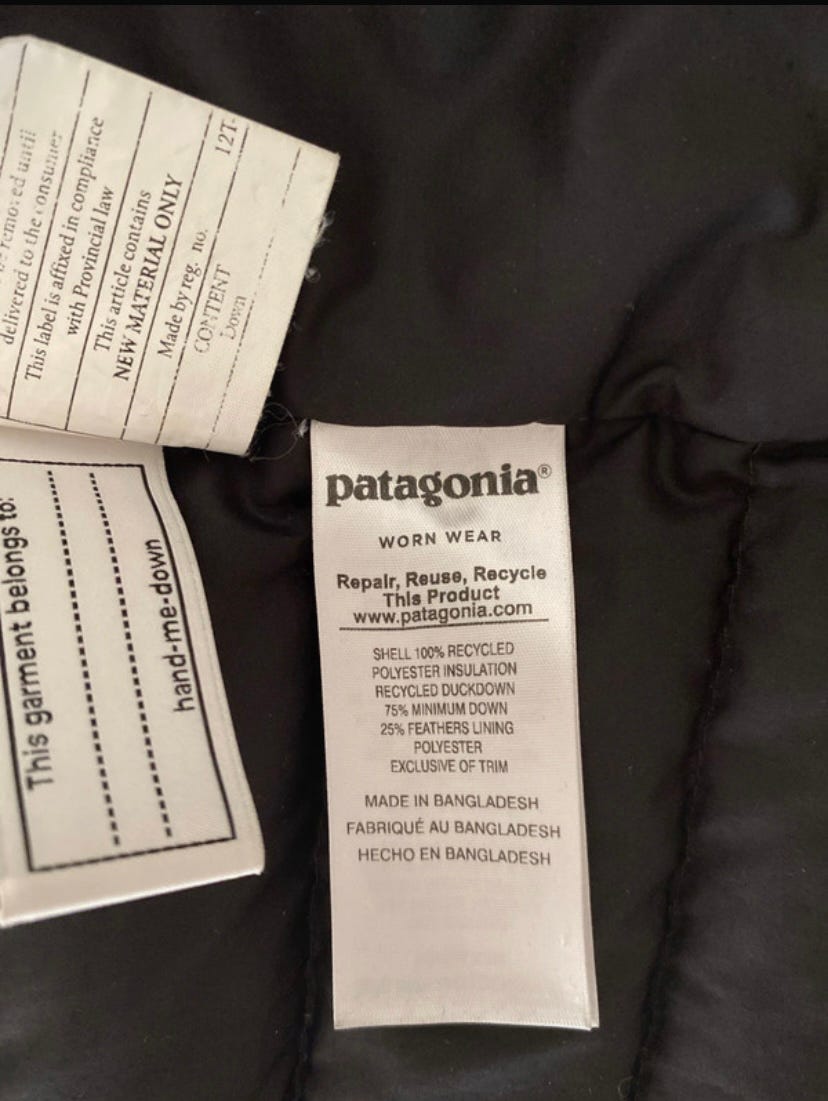 removed until
delivered to the consumer
This label is affixed in compliance
with Provincial law
This article contains
NEW MATERIAL ONLY
Made by reg. no. 12T-
CONTENT
Down
This garment belongs to:
hand-me-down
patagonia®
WORN WEAR
Repair, Reuse, Recycle
This Product
www.patagonia.com
SHELL 100% RECYCLED
POLYESTER INSULATION
RECYCLED DUCKDOWN
75% MINIMUM DOWN
25% FEATHERS LINING
POLYESTER
EXCLUSIVE OF TRIM
MADE IN BANGLADESH
FABRIQUÉ AU BANGLADESH
HECHO EN BANGLADESH